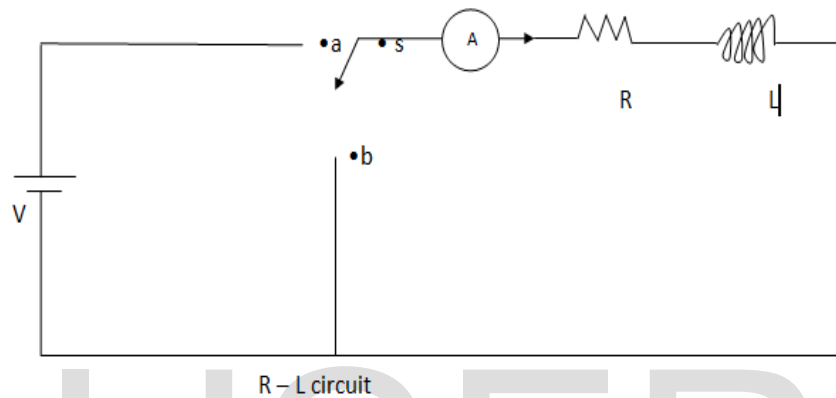 •a •s A
R L
•b
V
R – L circuit